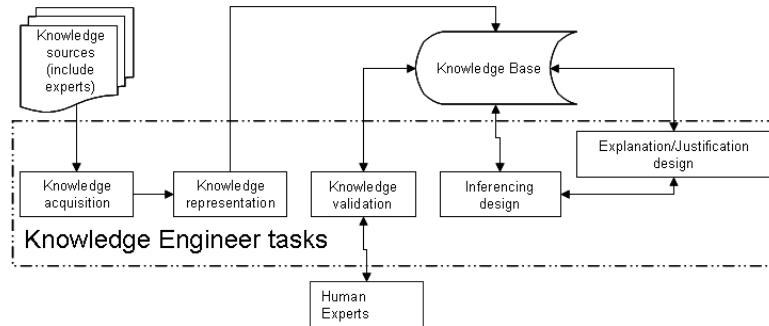 Knowledge
sources
(include
experts)
Knowledge Base
Explanation/Justification
design
Knowledge
acquisition
Knowledge
representation
Knowledge
validation
Inferencing
design
Knowledge Engineer tasks
Human
Experts